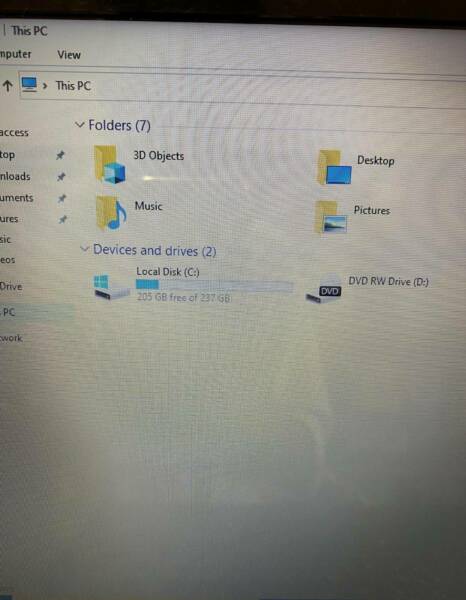 This PC
mputer View
This PC
Folders (7)
access
top
nloads
uments
ures
sic
eos
Drive
PC
work
3D Objects
Desktop
Music
Pictures
Devices and drives (2)
Local Disk (C:)
205 GB free of 237 GB
DVD RW Drive (D:)
DVD